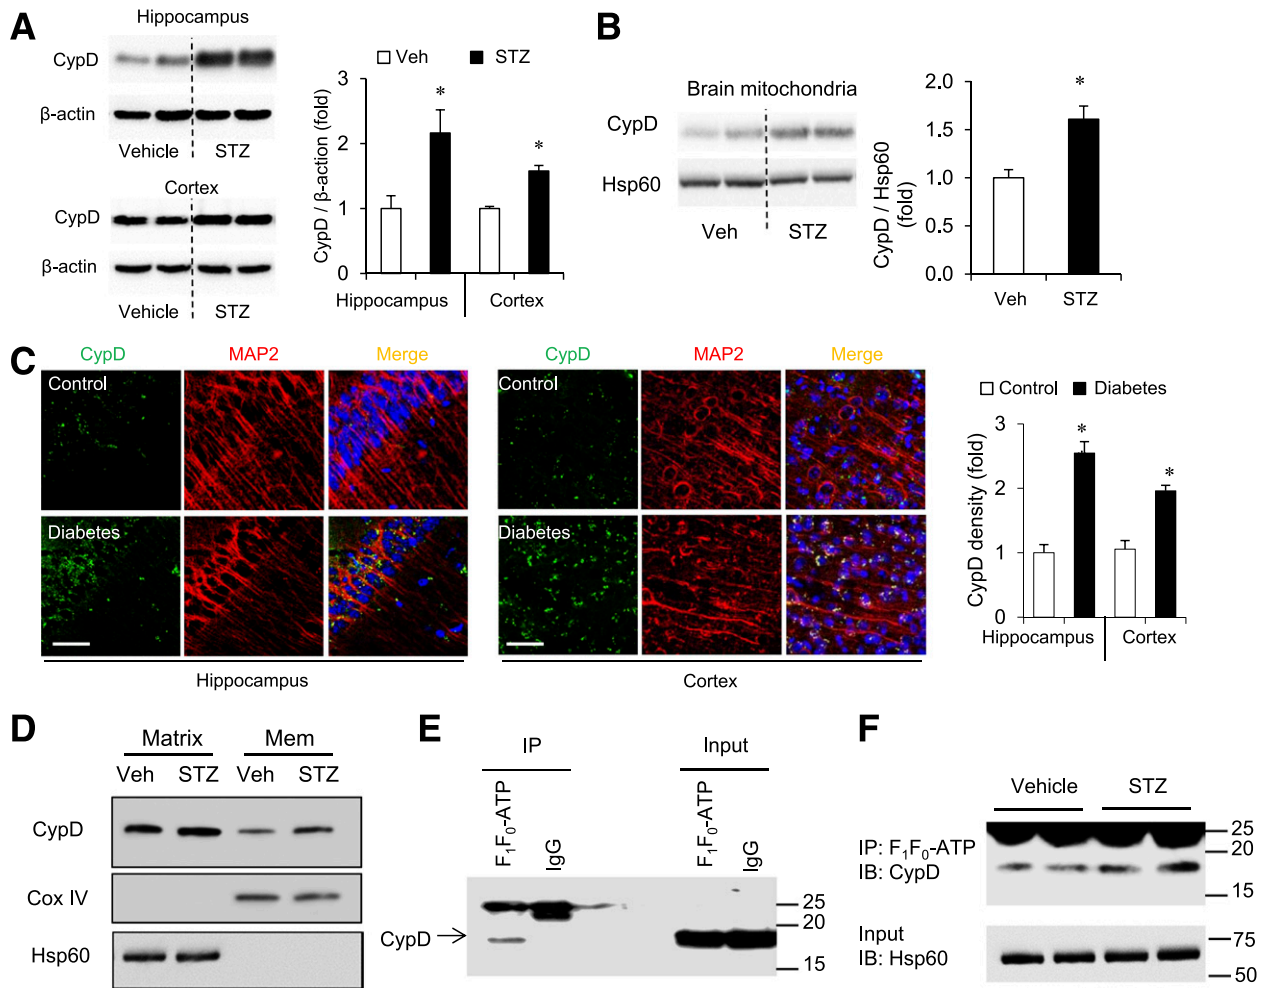 A
Hippocampus
CypD
β-actin
Vehicle STZ
Cortex
CypD
β-actin
Vehicle STZ
Veh STZ
CypD / β-action (fold)
3
2
1
0
*
*
Hippocampus Cortex
B
Brain mitochondria
CypD
Hsp60
Veh STZ
CypD / Hsp60
(fold)
2.0
1.5
1.0
0.5
0.0
*
Veh STZ
C
CypD MAP2 Merge
Control
Diabetes
Hippocampus
CypD MAP2 Merge
Control
Diabetes
Cortex
Control Diabetes
CypD density (fold)
3
2
1
0
*
*
Hippocampus Cortex
D
Matrix Mem
Veh STZ Veh STZ
CypD
Cox IV
Hsp60
E
IP Input
F₁F₀-ATP IgG F₁F₀-ATP IgG
CypD
25
20
15
F
Vehicle STZ
IP: F₁F₀-ATP
IB: CypD
25
20
15
Input
IB: Hsp60
75
50